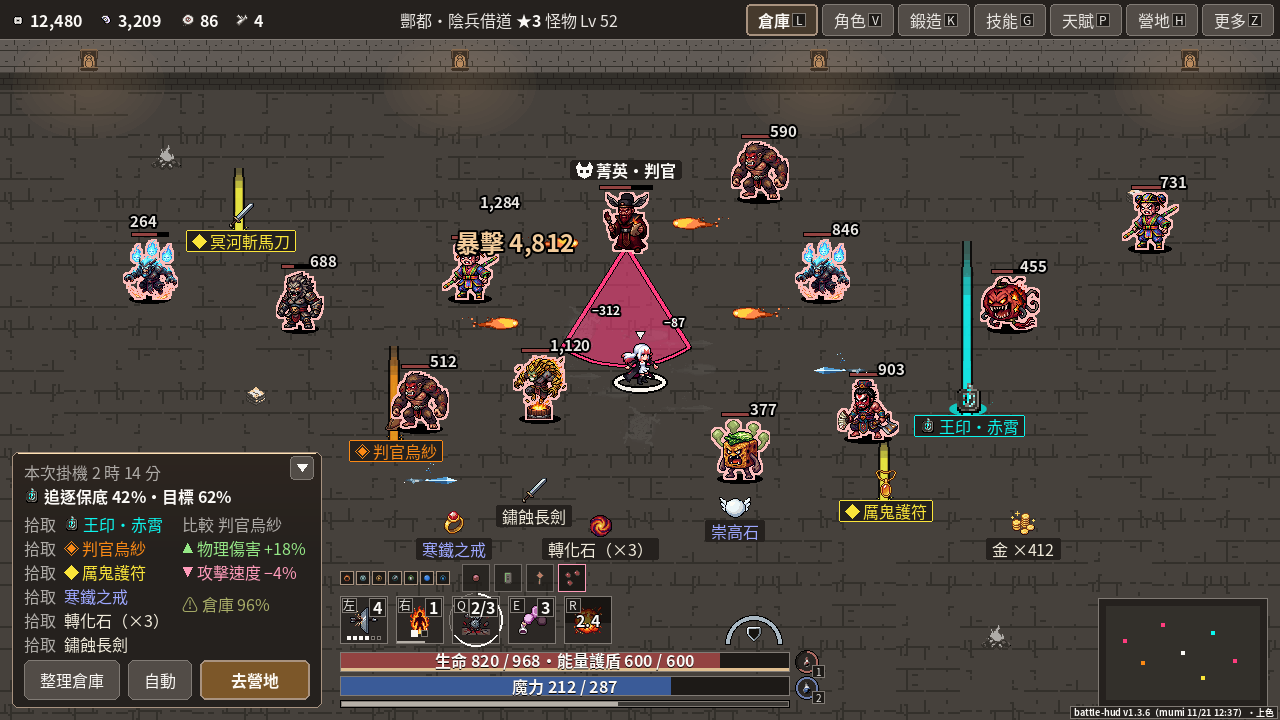 12,480 3,209 86 4
酆都・陰兵借道 ★3 怪物 Lv 52
倉庫 L 角色 V 鍛造 K 技能 G 天賦 P 營地 H 更多 Z
590
菁英・判官
731
1,284
264
846
暴擊 4,812
冥河斬馬刀
688
455
−312
−87
1,120
512
903
377
王印・赤霄
判官烏紗
厲鬼護符
鏽蝕長劍
崇高石
寒鐵之戒
轉化石（×3）
金 ×412
本次掛機 2 時 14 分
追逐保底 42%・目標 62%
拾取 王印・赤霄
拾取 判官烏紗
拾取 厲鬼護符
拾取 寒鐵之戒
拾取 轉化石（×3）
拾取 鏽蝕長劍
比較 判官烏紗
▲物理傷害 +18%
▼攻擊速度 −4%
倉庫 96%
整理倉庫 自動 去營地
左 4 右 1 Q 2/3 E 3 R 2.4
生命 820 / 968・能量護盾 600 / 600
1
魔力 212 / 287
2
battle-hud v1.3.6（mumi 11/21 12:37）・上色